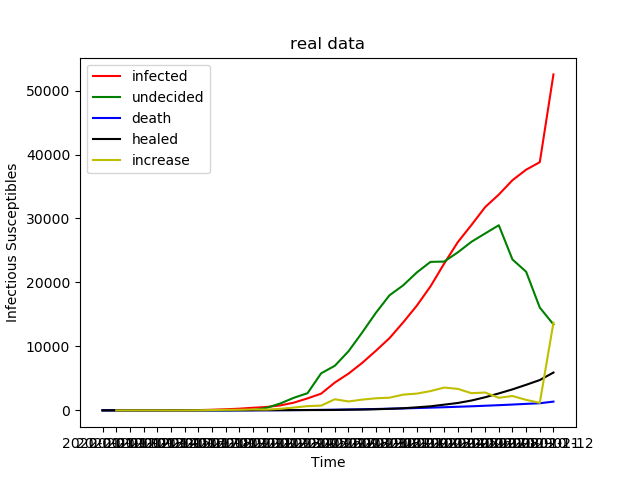 real data
infected
undecided
death
healed
increase
50000
40000
30000
20000
10000
0
Infectious Susceptibles
Time